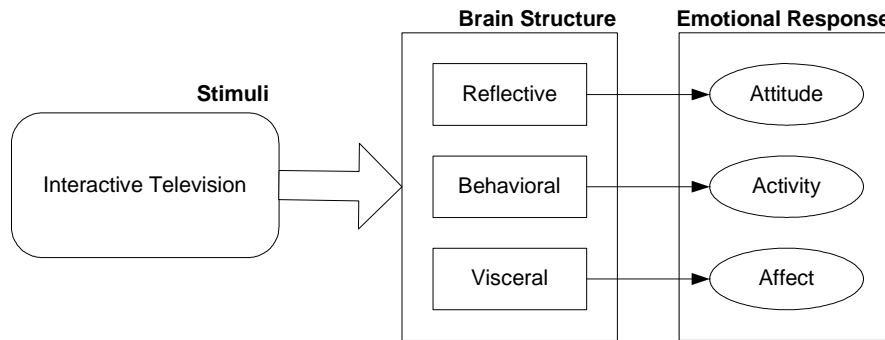 Brain Structure
Emotional Response
Stimuli
Reflective
Attitude
Interactive Television
Behavioral
Activity
Visceral
Affect